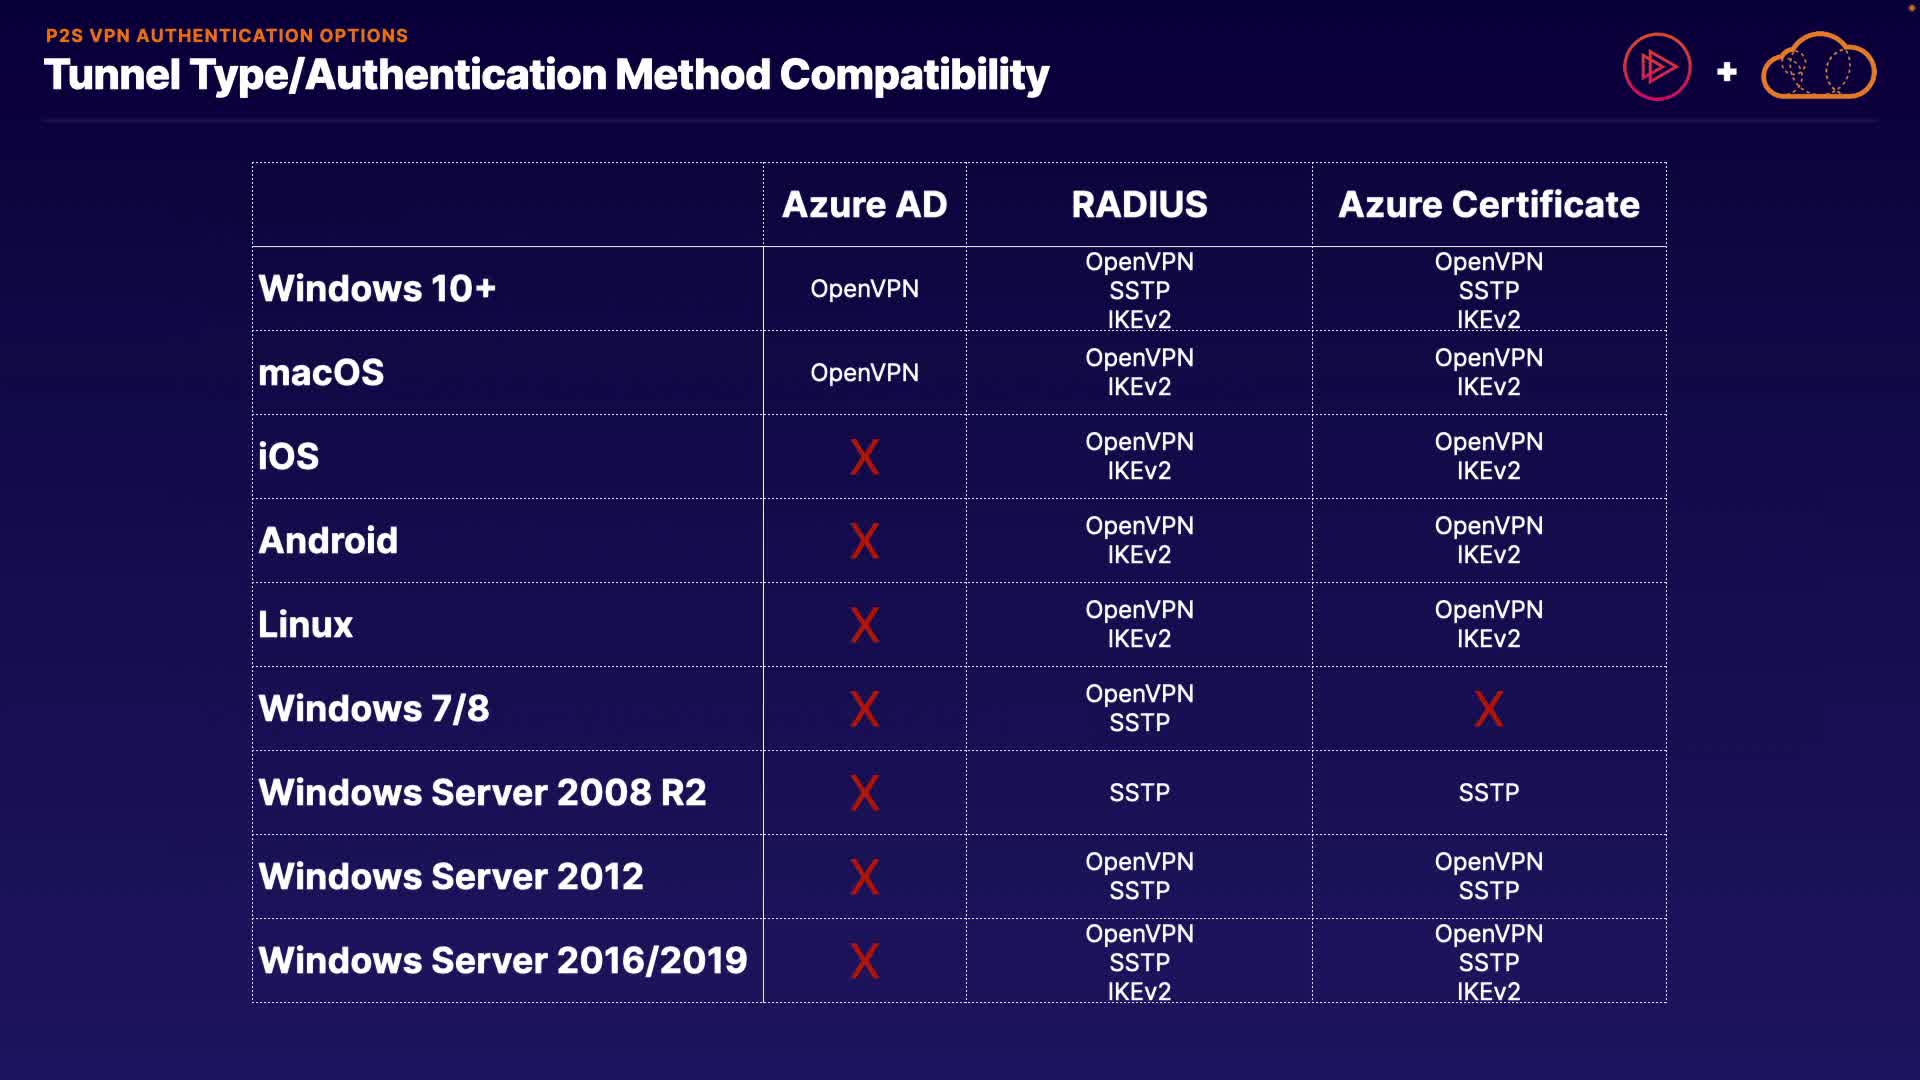 P2S VPN AUTHENTICATION OPTIONS
Tunnel Type/Authentication Method Compatibility
+
Azure AD RADIUS Azure Certificate
Windows 10+
OpenVPN
OpenVPN
SSTP
IKEv2
OpenVPN
SSTP
IKEv2
macOS
OpenVPN
OpenVPN
IKEv2
OpenVPN
IKEv2
iOS
X
OpenVPN
IKEv2
OpenVPN
IKEv2
Android
X
OpenVPN
IKEv2
OpenVPN
IKEv2
Linux
X
OpenVPN
IKEv2
OpenVPN
IKEv2
Windows 7/8
X
OpenVPN
SSTP
X
Windows Server 2008 R2
X
SSTP
SSTP
Windows Server 2012
X
OpenVPN
SSTP
OpenVPN
SSTP
Windows Server 2016/2019
X
OpenVPN
SSTP
IKEv2
OpenVPN
SSTP
IKEv2